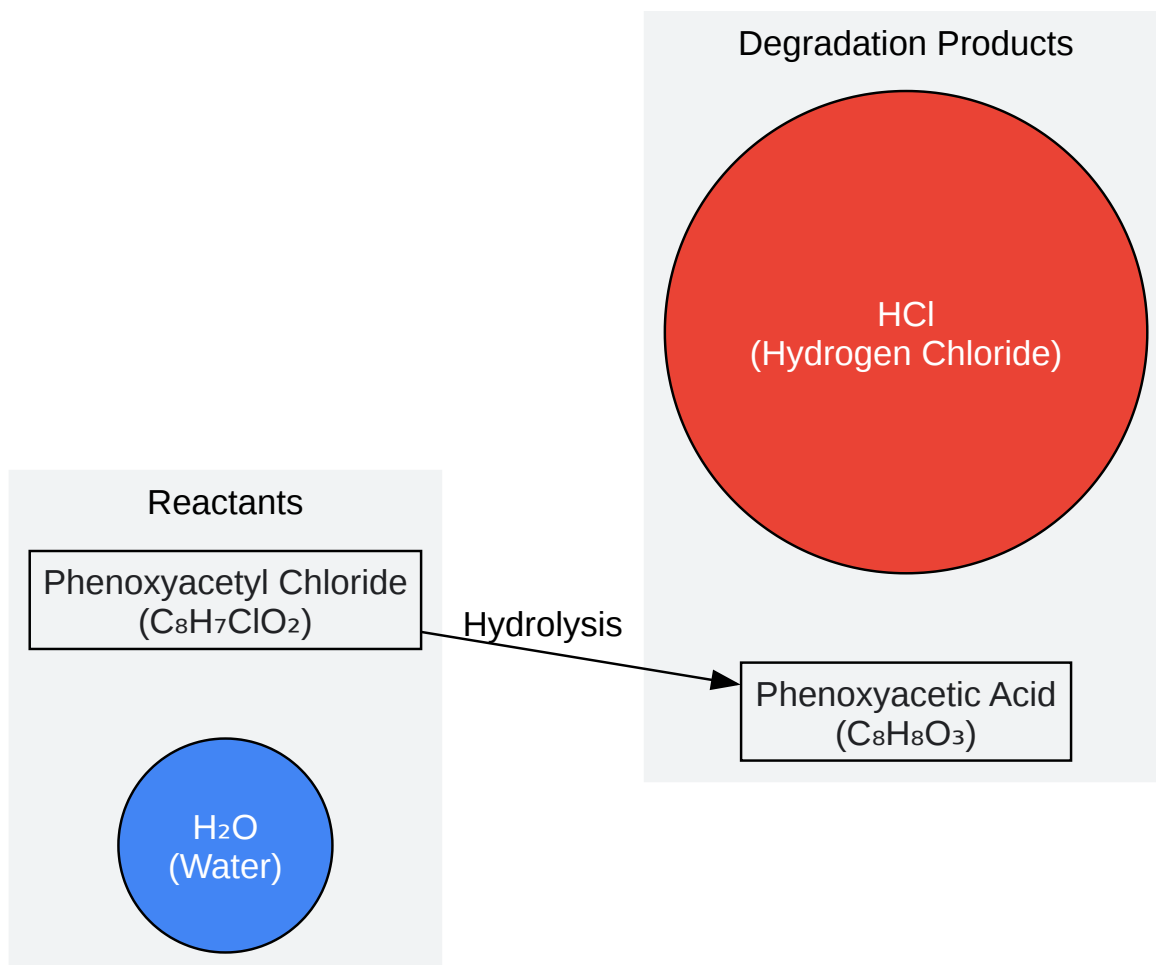 Degradation Products
HCl
(Hydrogen Chloride)
Reactants
Phenoxyacetyl Chloride
(C₈H₇ClO₂)
Hydrolysis
Phenoxyacetic Acid
(C₈H₈O₃)
H₂O
(Water)